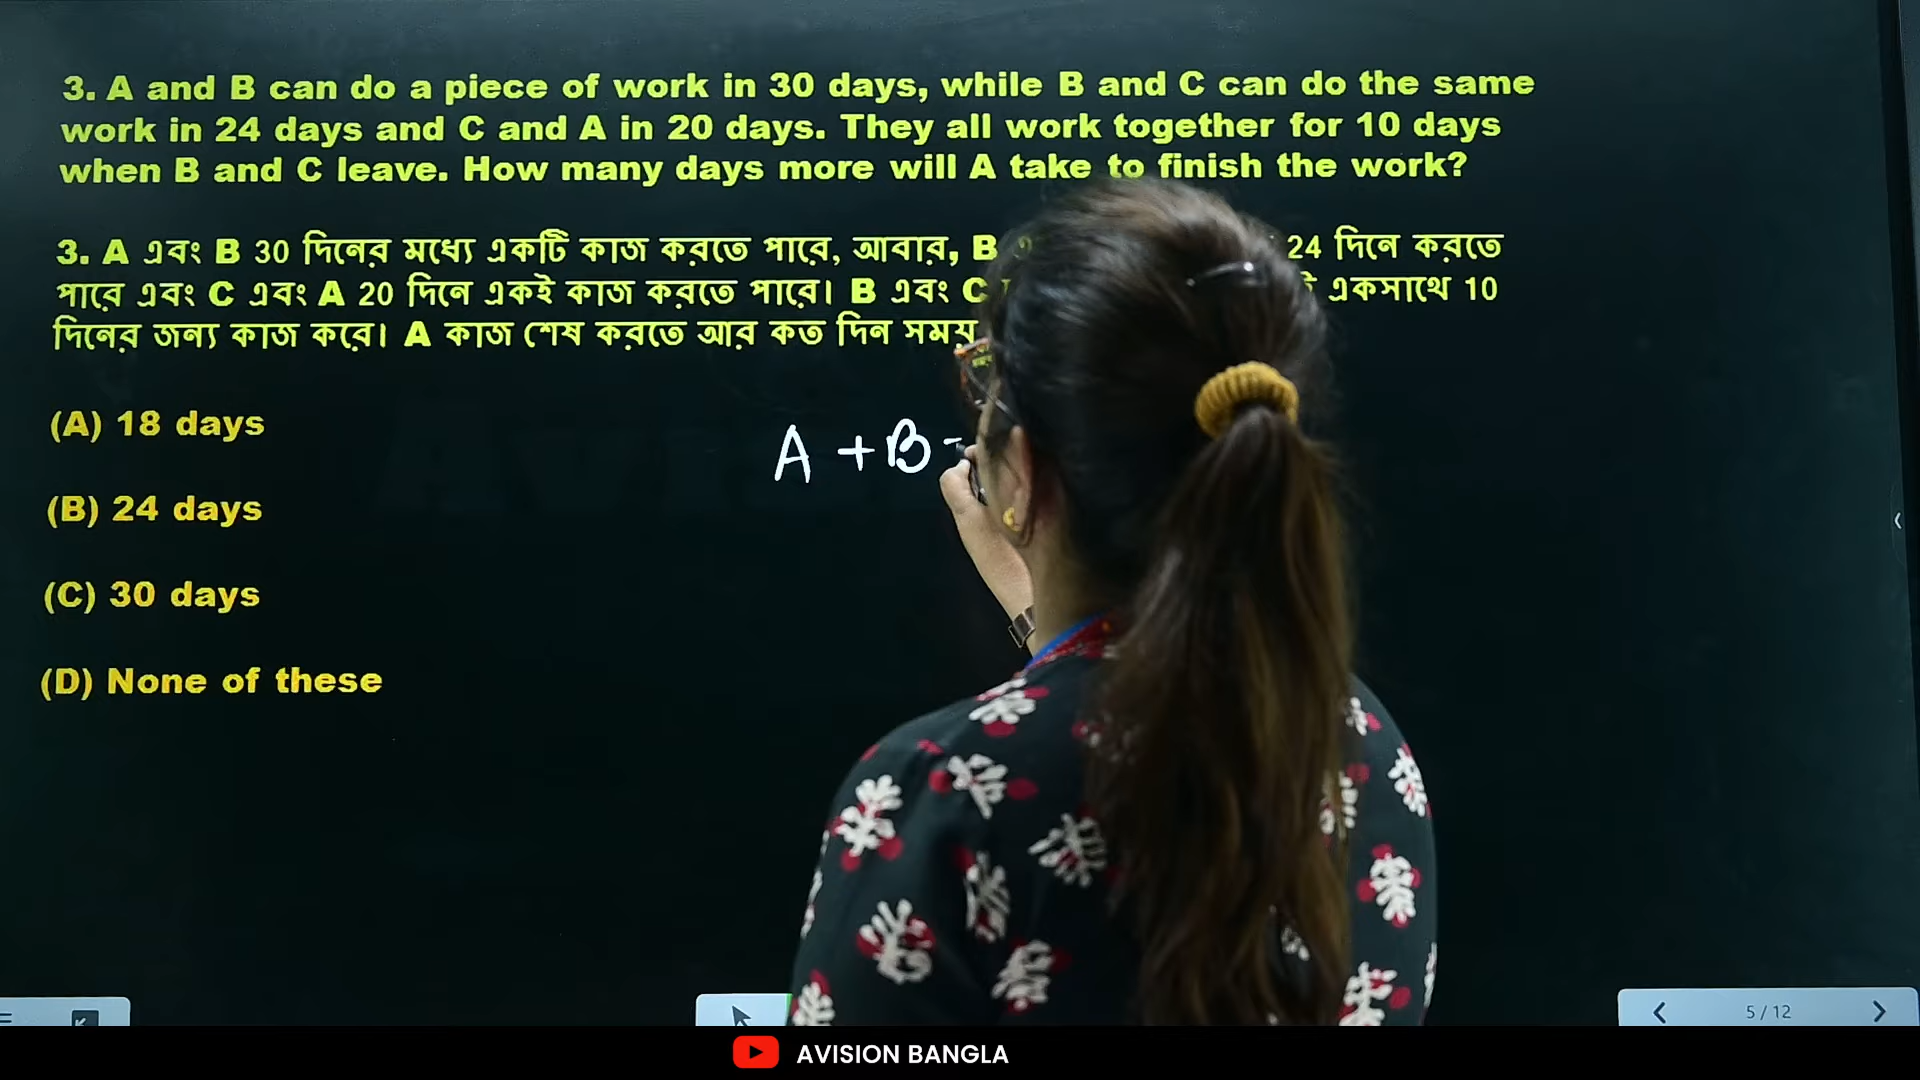 3. A and B can do a piece of work in 30 days, while B and C can do the same
work in 24 days and C and A in 20 days. They all work together for 10 days
when B and C leave. How many days more will A take to finish the work?
3. A এবং B 30 দিনের মধ্যে একটি কাজ করতে পারে, আবার, B 24 দিনে করতে
পারে এবং C এবং A 20 দিনে একই কাজ করতে পারে। B এবং C একসাথে 10
দিনের জন্য কাজ করে। A কাজ শেষ করতে আর কত দিন সময়
(A) 18 days
A + B
(B) 24 days
(C) 30 days
(D) None of these
5 / 12
AVISION BANGLA